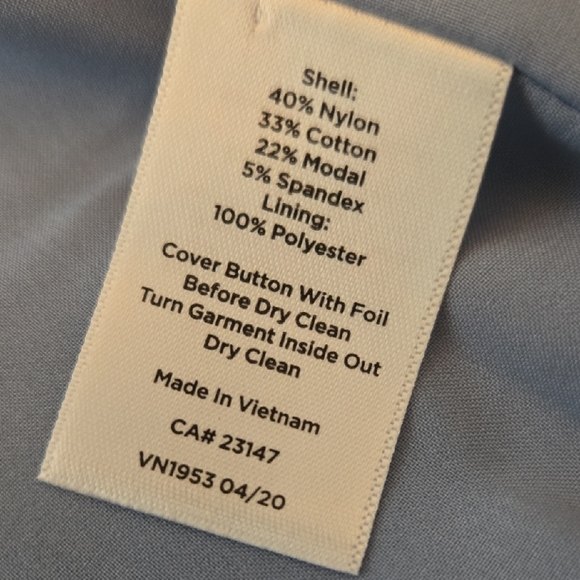 Shell:
40% Nylon
33% Cotton
22% Modal
5% Spandex
Lining:
100% Polyester
Cover Button With Foil
Before Dry Clean
Turn Garment Inside Out
Dry Clean
Made In Vietnam
CA# 23147
VN1953 04/20